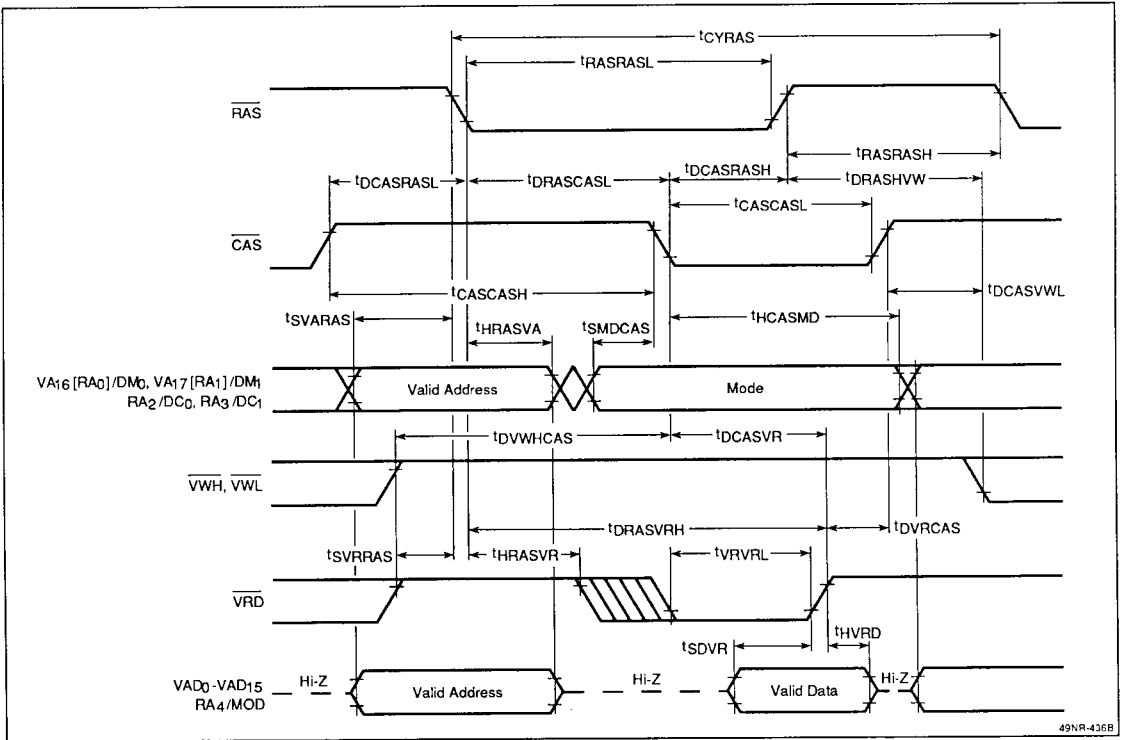 tCYRAS
tRASRASL
RAS
tRASRASH
tDCASRASL
tDRASCASL
tDCASRASH
tDRASHVW
tCASCASL
CAS
tCASCASH
tDCASVWL
tSVARAS
tHRASVA
tSMDCAS
tHCASMD
VA16 [RA0]/DM0, VA17 [RA1]/DM1
RA2/DC0, RA3/DC1
Valid Address
Mode
tDVWHCAS
tDCASVR
VWH, VWL
tDRASVRH
tDVRCAS
tSVRRAS
tHRASVR
tVRVRL
VRD
tSDVR
tHVRD
VAD0-VAD15
RA4/MOD
Hi-Z
Valid Address
Hi-Z
Valid Data
Hi-Z
49NR-436B